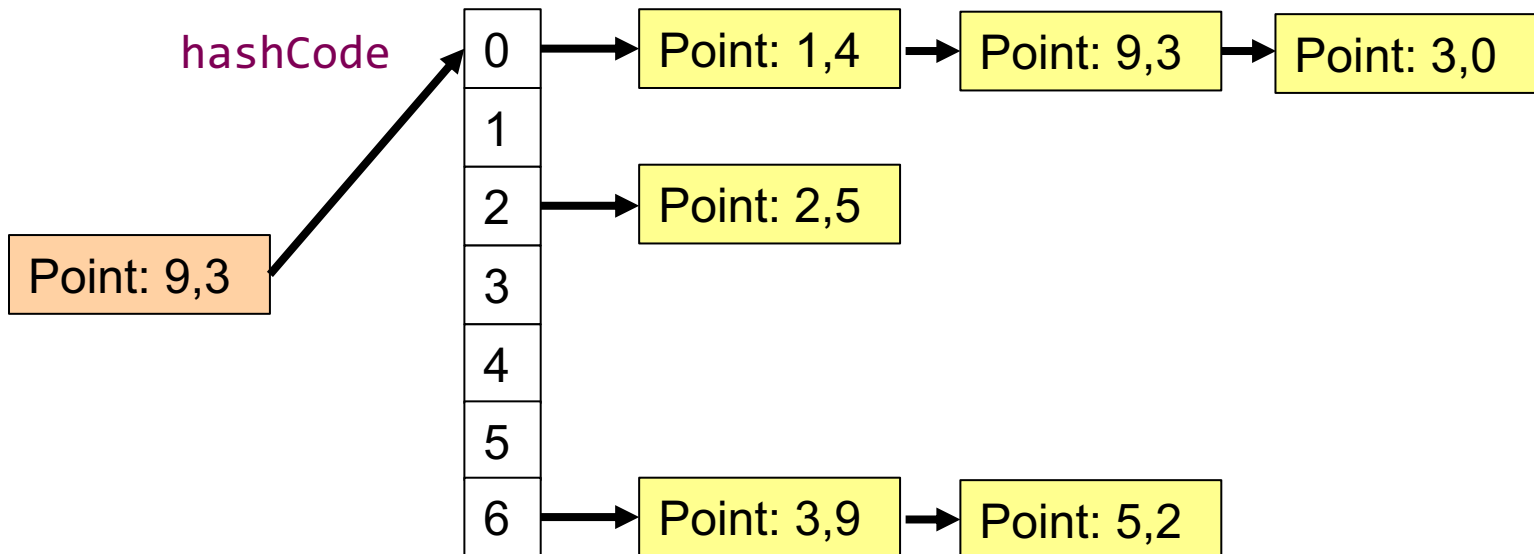 hashCode
0
Point: 1,4
Point: 9,3
Point: 3,0
1
2
Point: 2,5
Point: 9,3
3
4
5
6
Point: 3,9
Point: 5,2